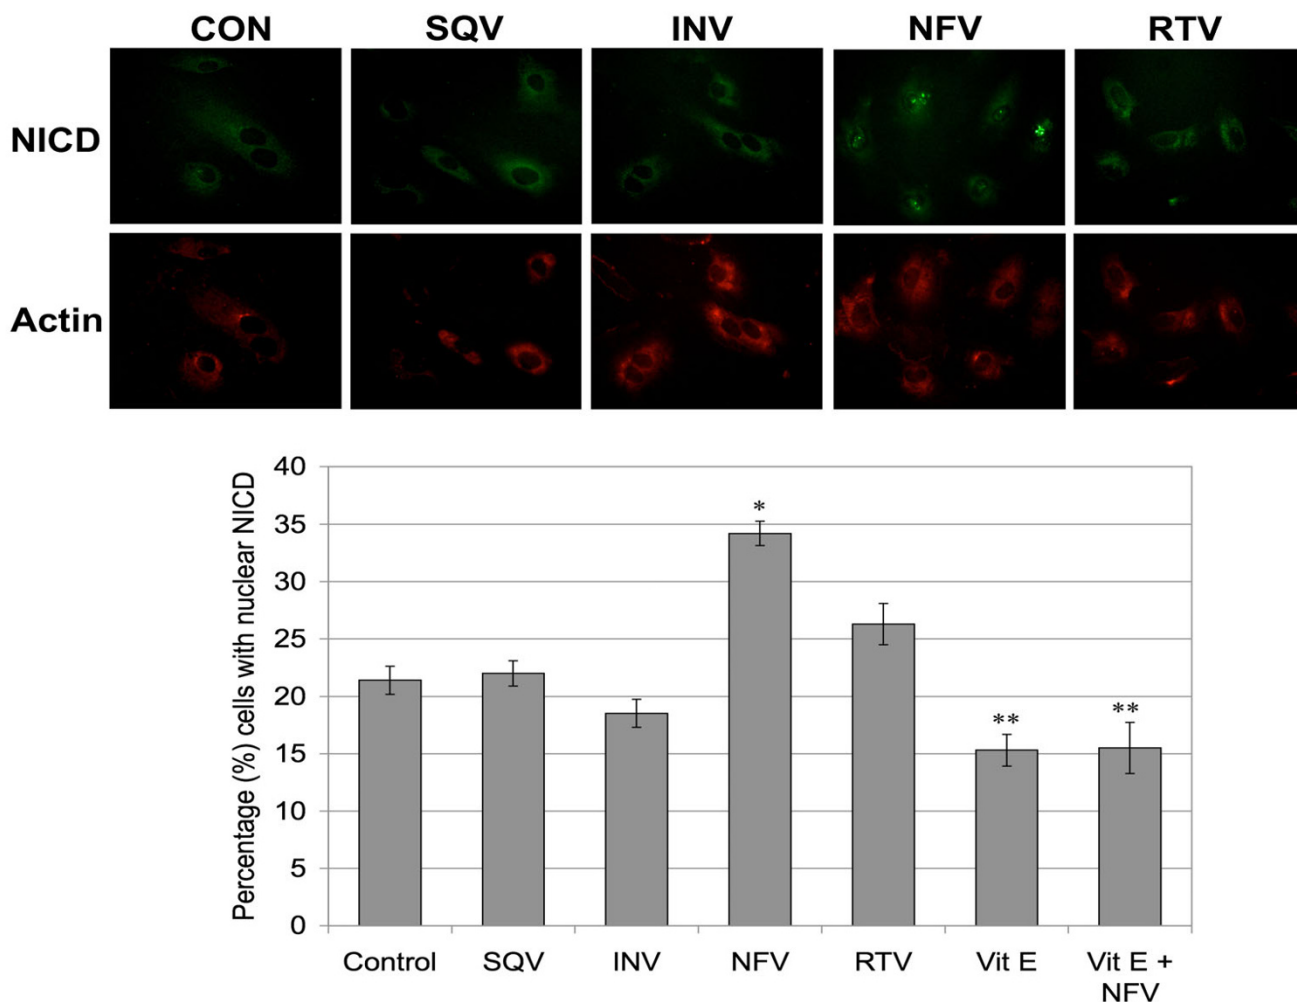 CON SQV INV NFV RTV
NICD
Actin
Percentage (%) cells with nuclear NICD
40
35
30
25
20
15
10
5
0
*
**
**
Control SQV INV NFV RTV Vit E Vit E +
NFV